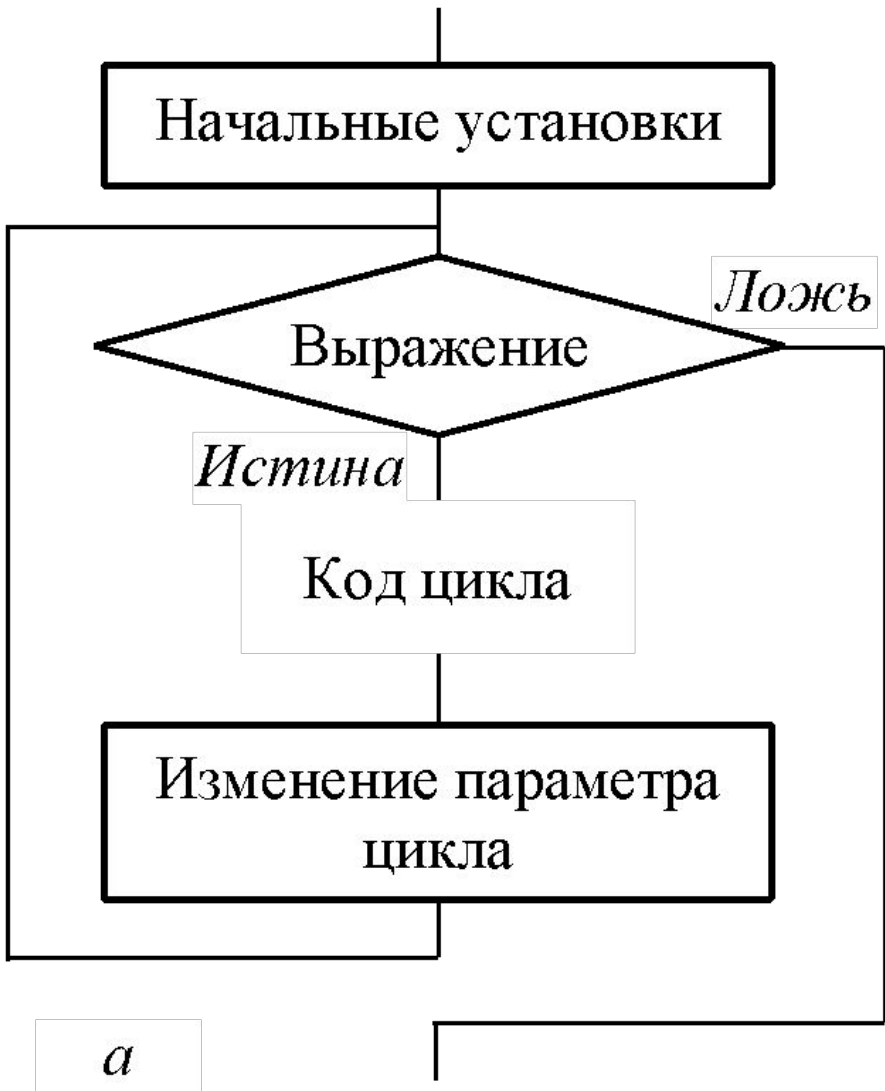 Начальные установки
Ложь
Выражение
Истина
Код цикла
Изменение параметра
цикла
а